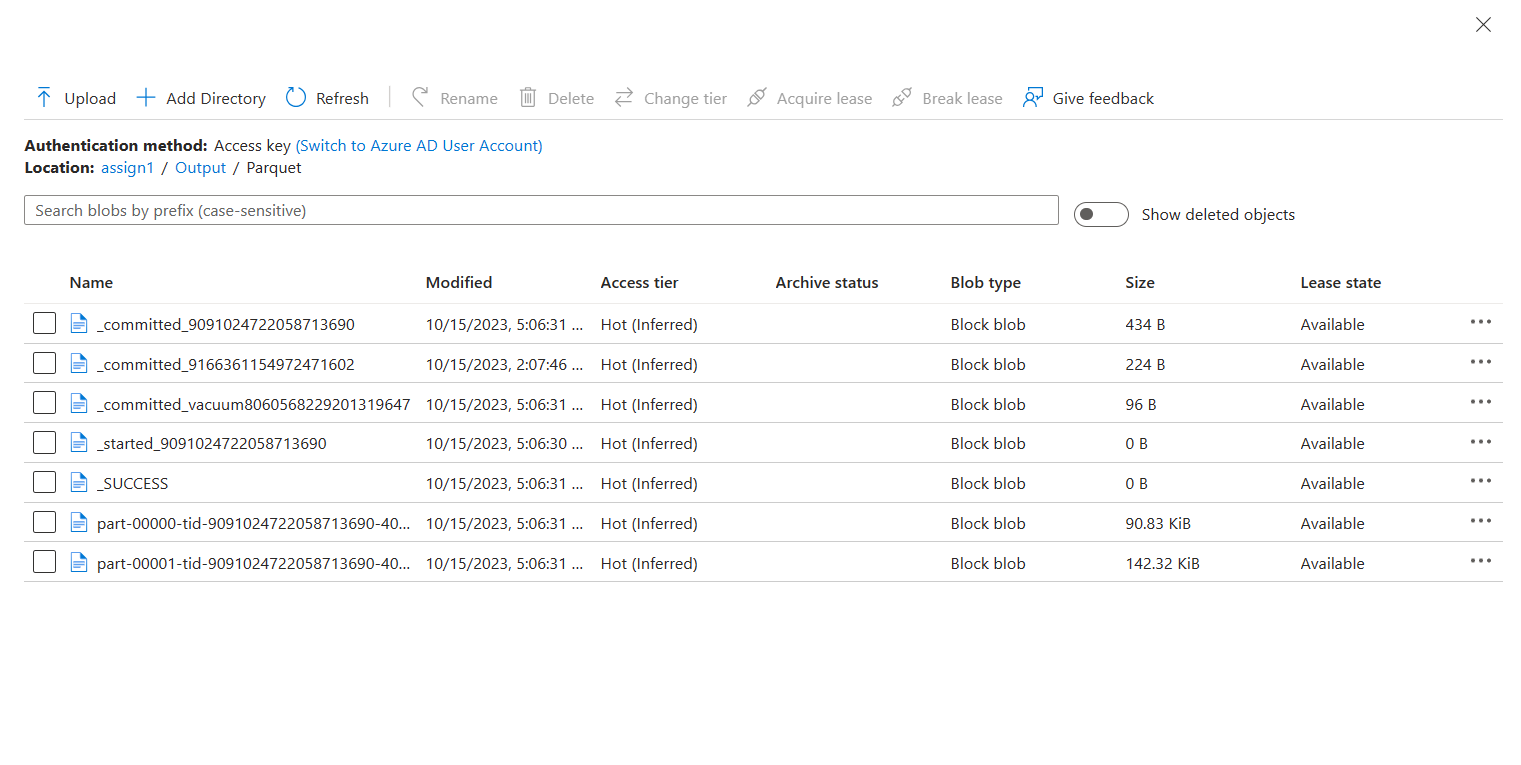 Upload Add Directory Refresh Rename Delete Change tier Acquire lease Break lease Give feedback
Authentication method: Access key (Switch to Azure AD User Account)
Location: assign1 / Output / Parquet
Search blobs by prefix (case-sensitive) Show deleted objects
Name Modified Access tier Archive status Blob type Size Lease state
_committed_9091024722058713690 10/15/2023, 5:06:31 ... Hot (Inferred) Block blob 434 B Available
_committed_9166361154972471602 10/15/2023, 2:07:46 ... Hot (Inferred) Block blob 224 B Available
_committed_vacuum8060568229201319647 10/15/2023, 5:06:31 ... Hot (Inferred) Block blob 96 B Available
_started_9091024722058713690 10/15/2023, 5:06:30 ... Hot (Inferred) Block blob 0 B Available
_SUCCESS 10/15/2023, 5:06:31 ... Hot (Inferred) Block blob 0 B Available
part-00000-tid-9091024722058713690-40... 10/15/2023, 5:06:31 ... Hot (Inferred) Block blob 90.83 KiB Available
part-00001-tid-9091024722058713690-40... 10/15/2023, 5:06:31 ... Hot (Inferred) Block blob 142.32 KiB Available